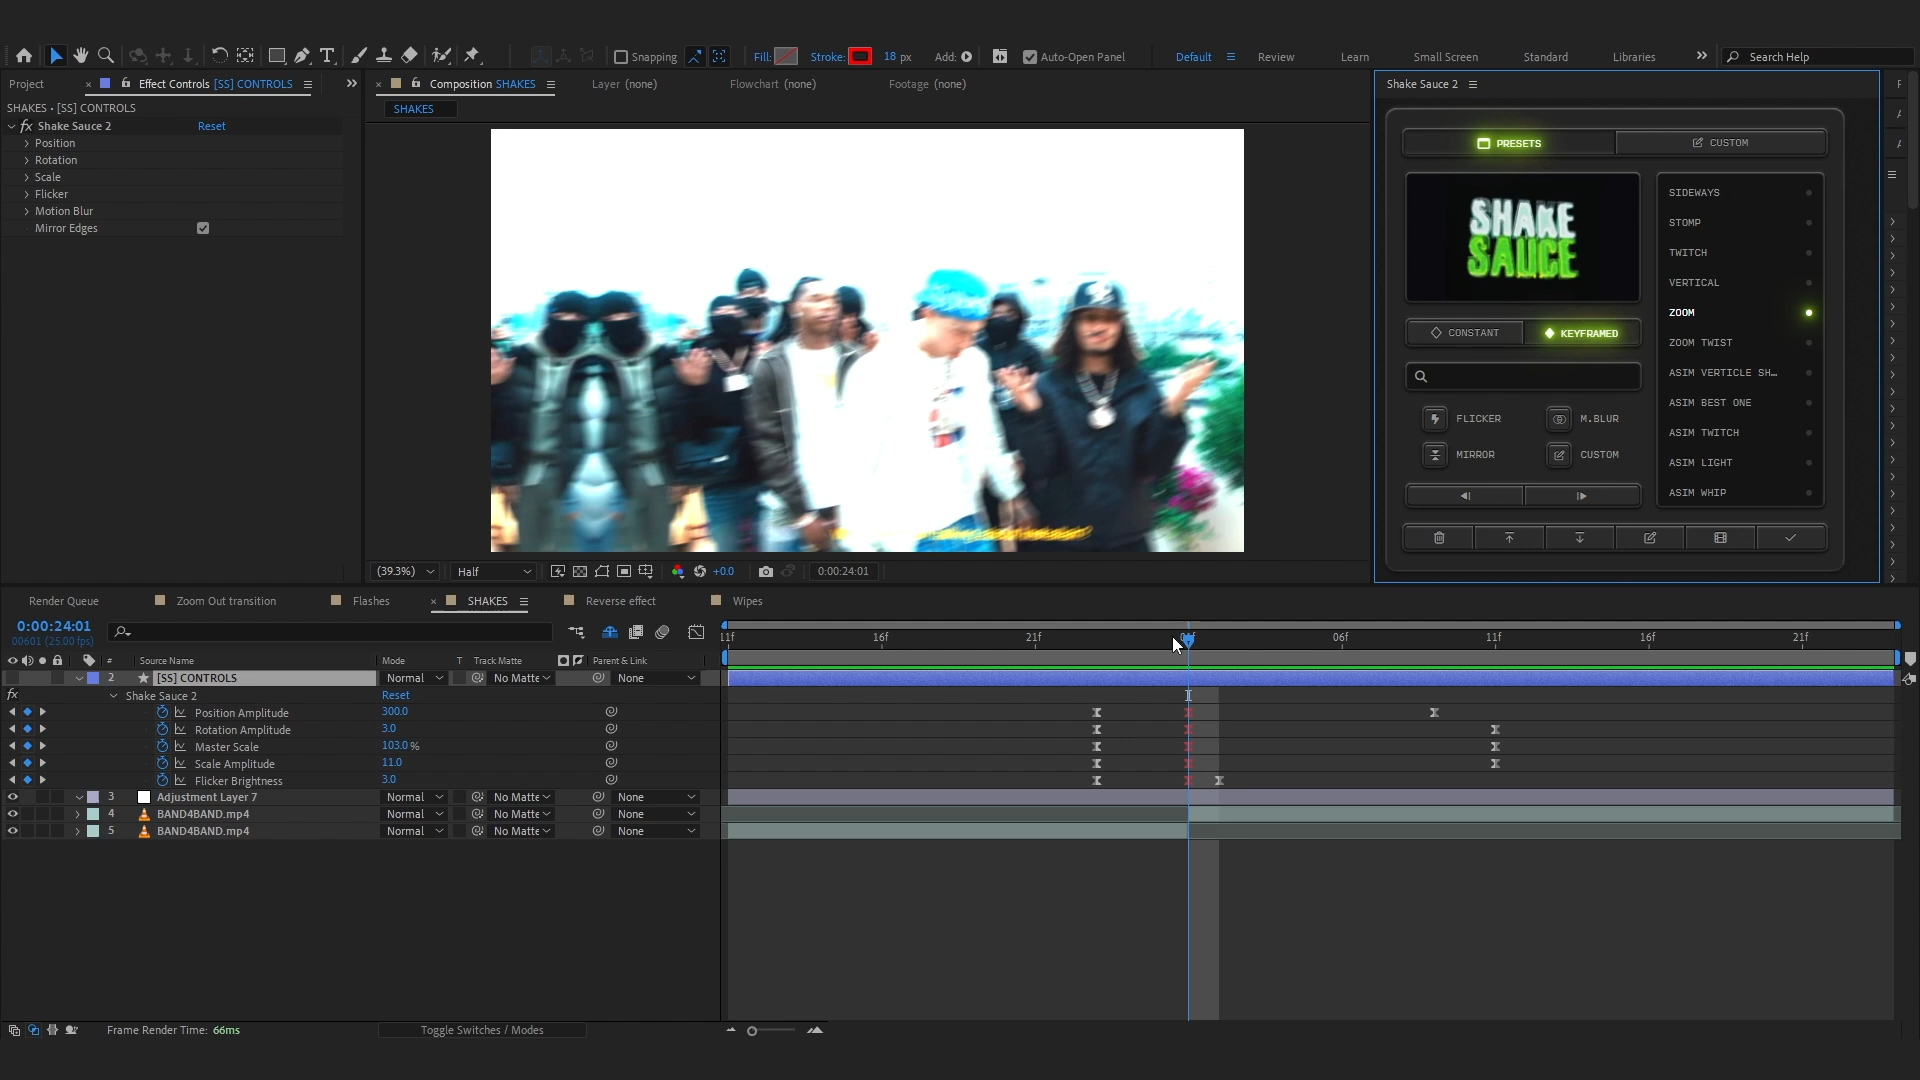 Snapping
Fill:
Stroke:
18 px
Add:
Auto-Open Panel
Default
Review
Learn
Small Screen
Standard
Libraries
Search Help
Project
Effect Controls [SS] CONTROLS
SHAKES • [SS] CONTROLS
fx Shake Sauce 2
Reset
Position
Rotation
Scale
Flicker
Motion Blur
Mirror Edges
Composition SHAKES
Layer (none)
Flowchart (none)
Footage (none)
SHAKES
(39.3%)
Half
+0.0
0:00:24:01
Shake Sauce 2
PRESETS
CUSTOM
SHAKE
SAUCE
CONSTANT
KEYFRAMED
FLICKER
M.BLUR
MIRROR
CUSTOM
SIDEWAYS
STOMP
TWITCH
VERTICAL
ZOOM
ZOOM TWIST
ASIM VERTICLE SH…
ASIM BEST ONE
ASIM TWITCH
ASIM LIGHT
ASIM WHIP
Render Queue
Zoom Out transition
Flashes
SHAKES
Reverse effect
Wipes
0:00:24:01
00601 (25.00 fps)
11f
16f
21f
06f
11f
16f
21f
# Source Name
Mode
T Track Matte
Parent & Link
2 [SS] CONTROLS Normal No Matte None
fx Shake Sauce 2 Reset
Position Amplitude 300.0
Rotation Amplitude 3.0
Master Scale 103.0 %
Scale Amplitude 11.0
Flicker Brightness 3.0
3 Adjustment Layer 7 Normal No Matte None
4 BAND4BAND.mp4 Normal No Matte None
5 BAND4BAND.mp4 Normal No Matte None
Frame Render Time: 66ms
Toggle Switches / Modes